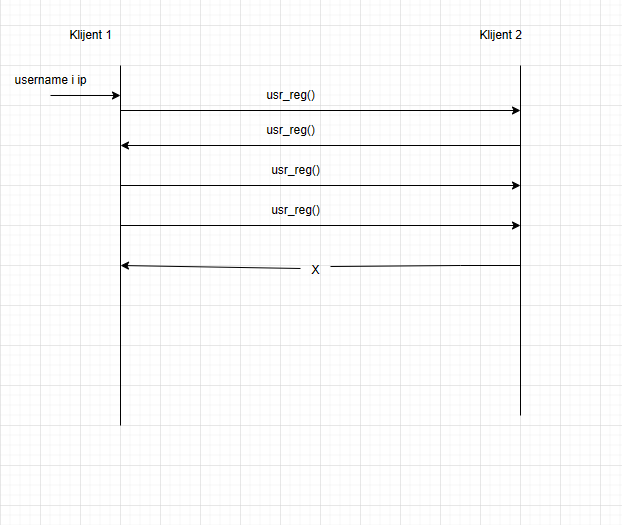 Klijent 1
Klijent 2
username i ip
usr_reg()
usr_reg()
usr_reg()
usr_reg()
X